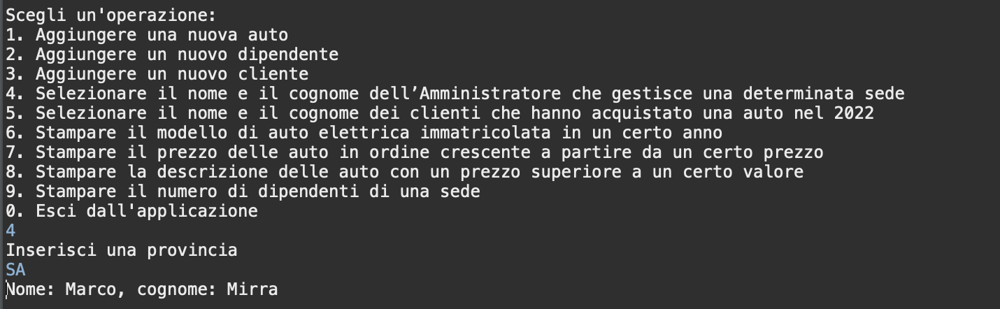 Scegli un'operazione:
1. Aggiungere una nuova auto
2. Aggiungere un nuovo dipendente
3. Aggiungere un nuovo cliente
4. Selezionare il nome e il cognome dell’Amministratore che gestisce una determinata sede
5. Selezionare il nome e il cognome dei clienti che hanno acquistato una auto nel 2022
6. Stampare il modello di auto elettrica immatricolata in un certo anno
7. Stampare il prezzo delle auto in ordine crescente a partire da un certo prezzo
8. Stampare la descrizione delle auto con un prezzo superiore a un certo valore
9. Stampare il numero di dipendenti di una sede
0. Esci dall'applicazione
4
Inserisci una provincia
SA
Nome: Marco, cognome: Mirra